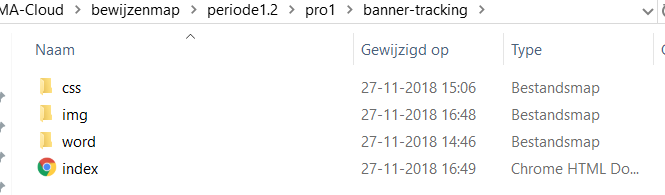 MA-Cloud > bewijzenmap > periode1.2 > pro1 > banner-tracking
Naam Gewijzigd op Type
css 27-11-2018 15:06 Bestandsmap
img 27-11-2018 16:48 Bestandsmap
word 27-11-2018 14:46 Bestandsmap
index 27-11-2018 16:49 Chrome HTML Do...